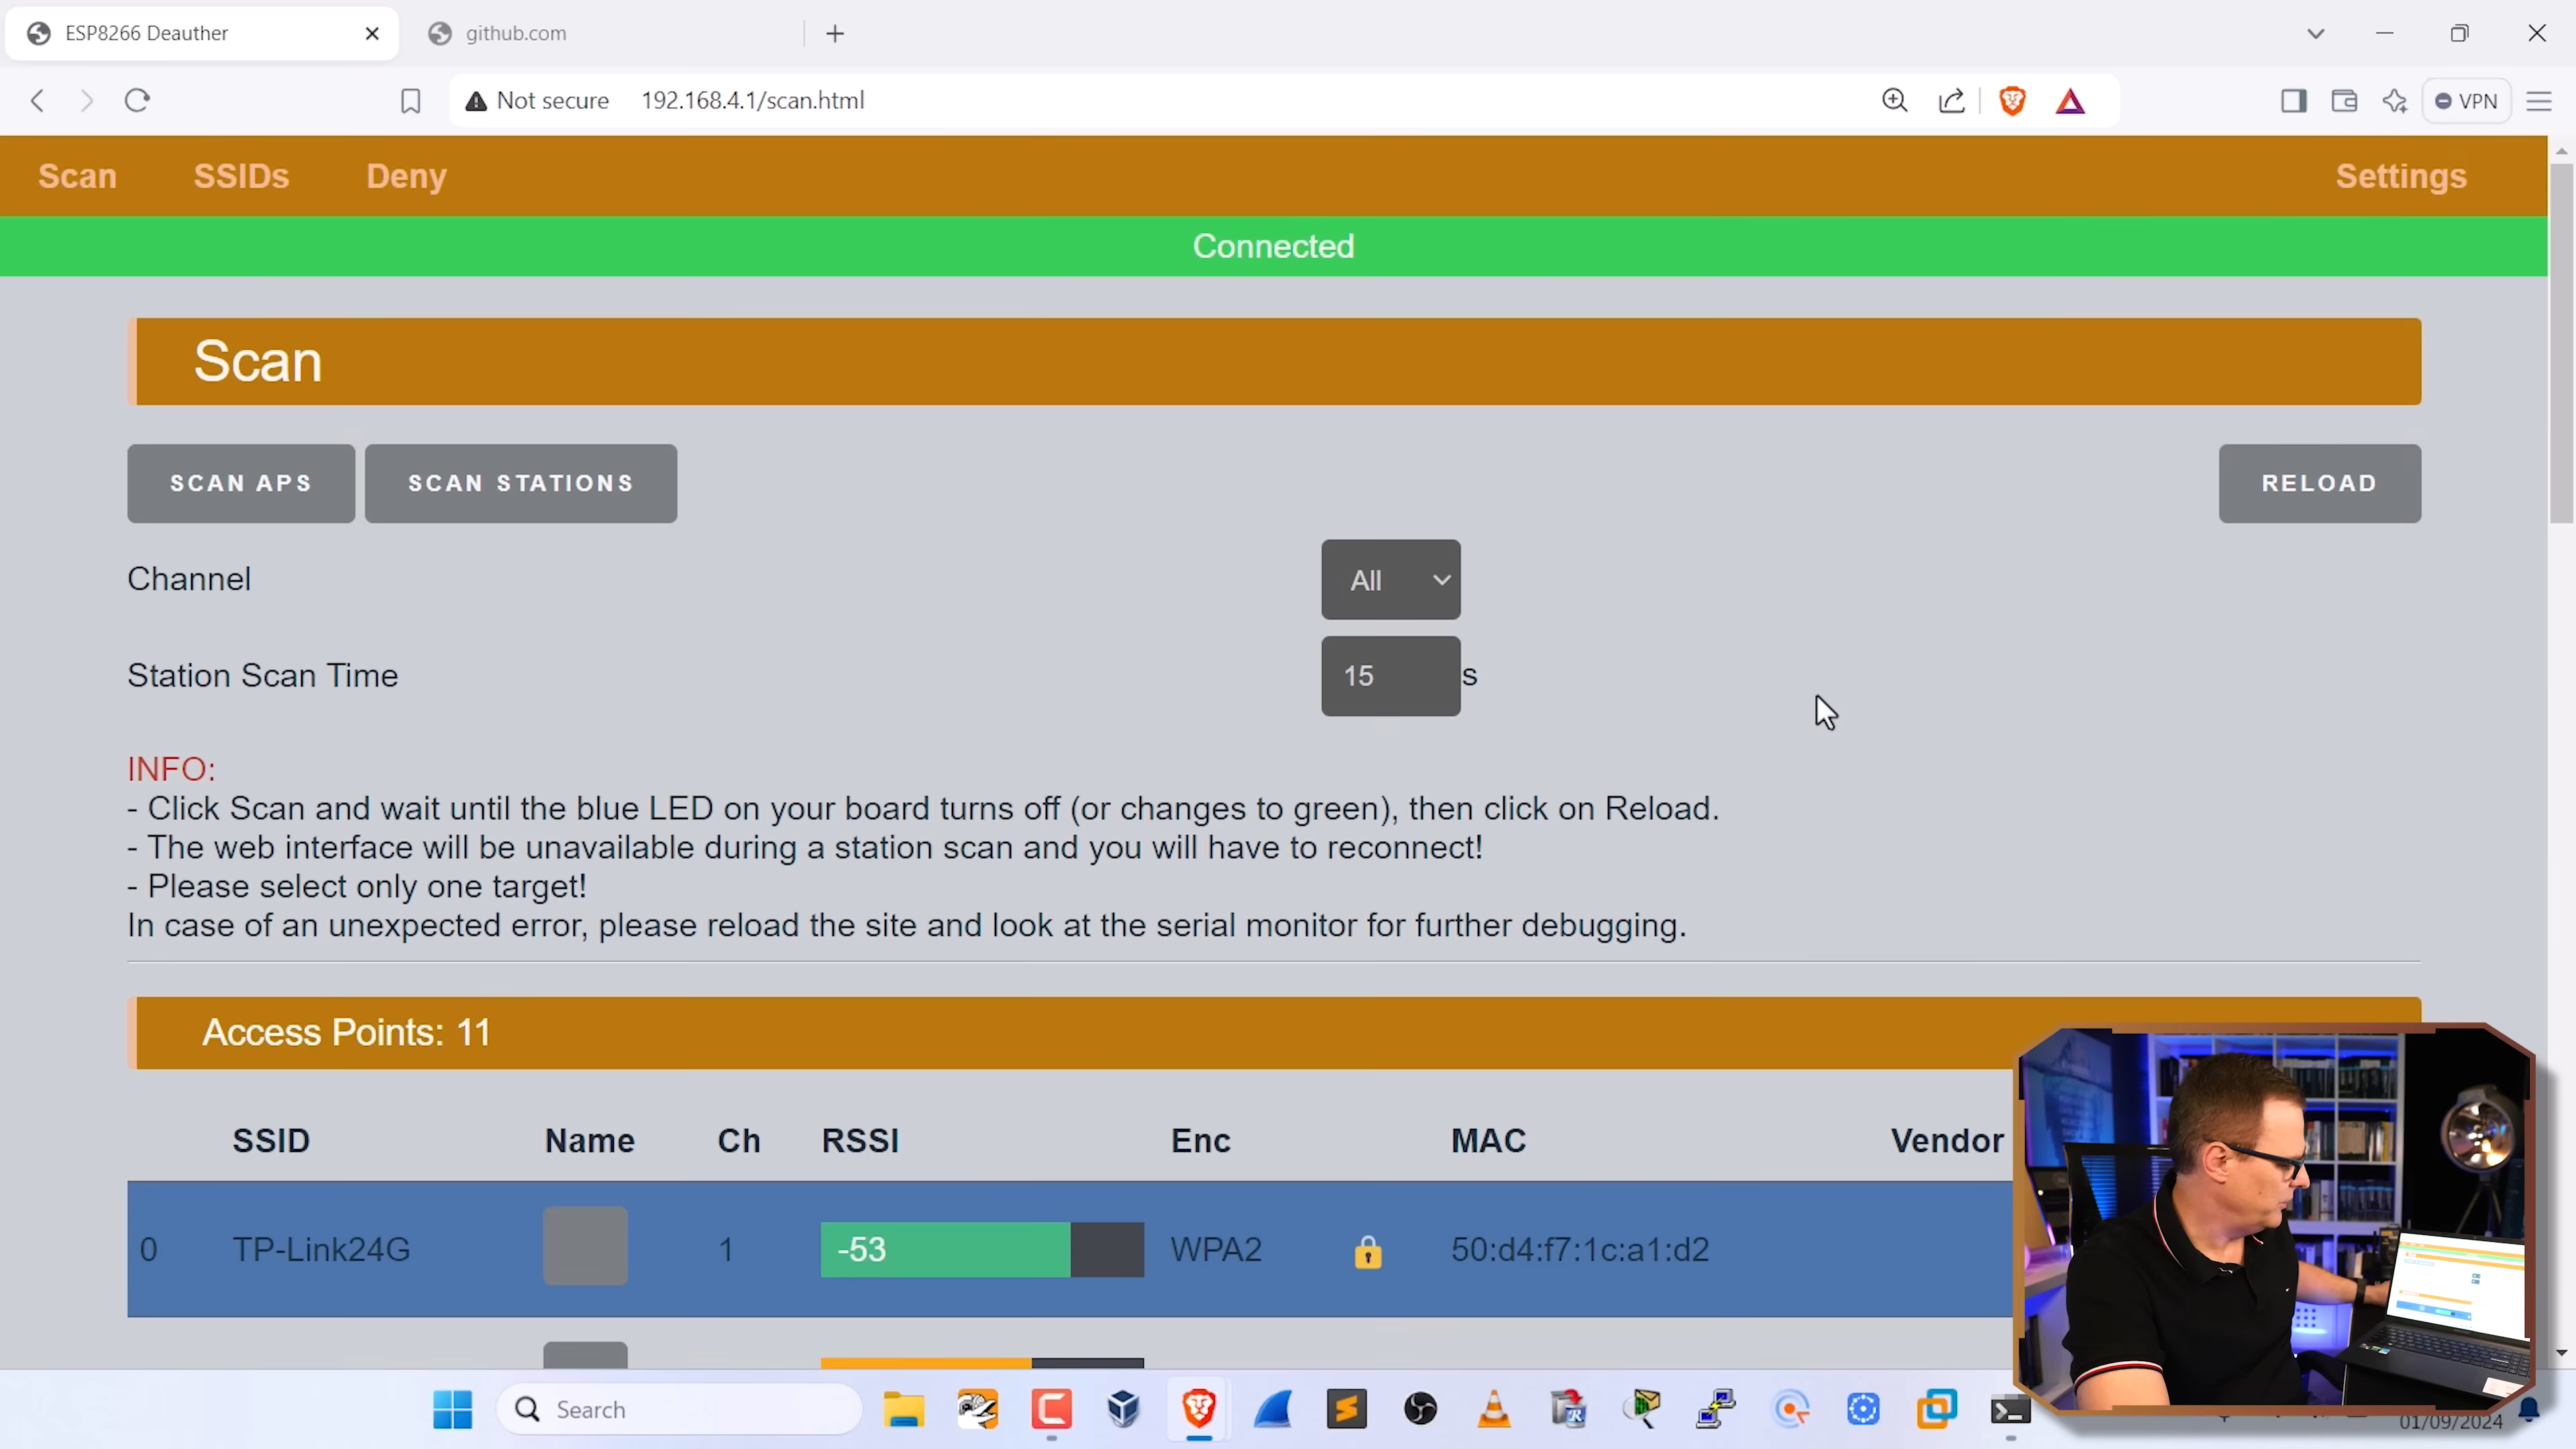 ESP8266 Deauther
github.com
Not secure 192.168.4.1/scan.html
VPN
Scan SSIDs Deny Settings
Connected
Scan
SCAN APS SCAN STATIONS RELOAD
Channel All
Station Scan Time 15 s
INFO:
- Click Scan and wait until the blue LED on your board turns off (or changes to green), then click on Reload.
- The web interface will be unavailable during a station scan and you will have to reconnect!
- Please select only one target!
In case of an unexpected error, please reload the site and look at the serial monitor for further debugging.
Access Points: 11
SSID Name Ch RSSI Enc MAC Vendor
0 TP-Link24G 1 -53 WPA2 50:d4:f7:1c:a1:d2
Search
01/09/2024